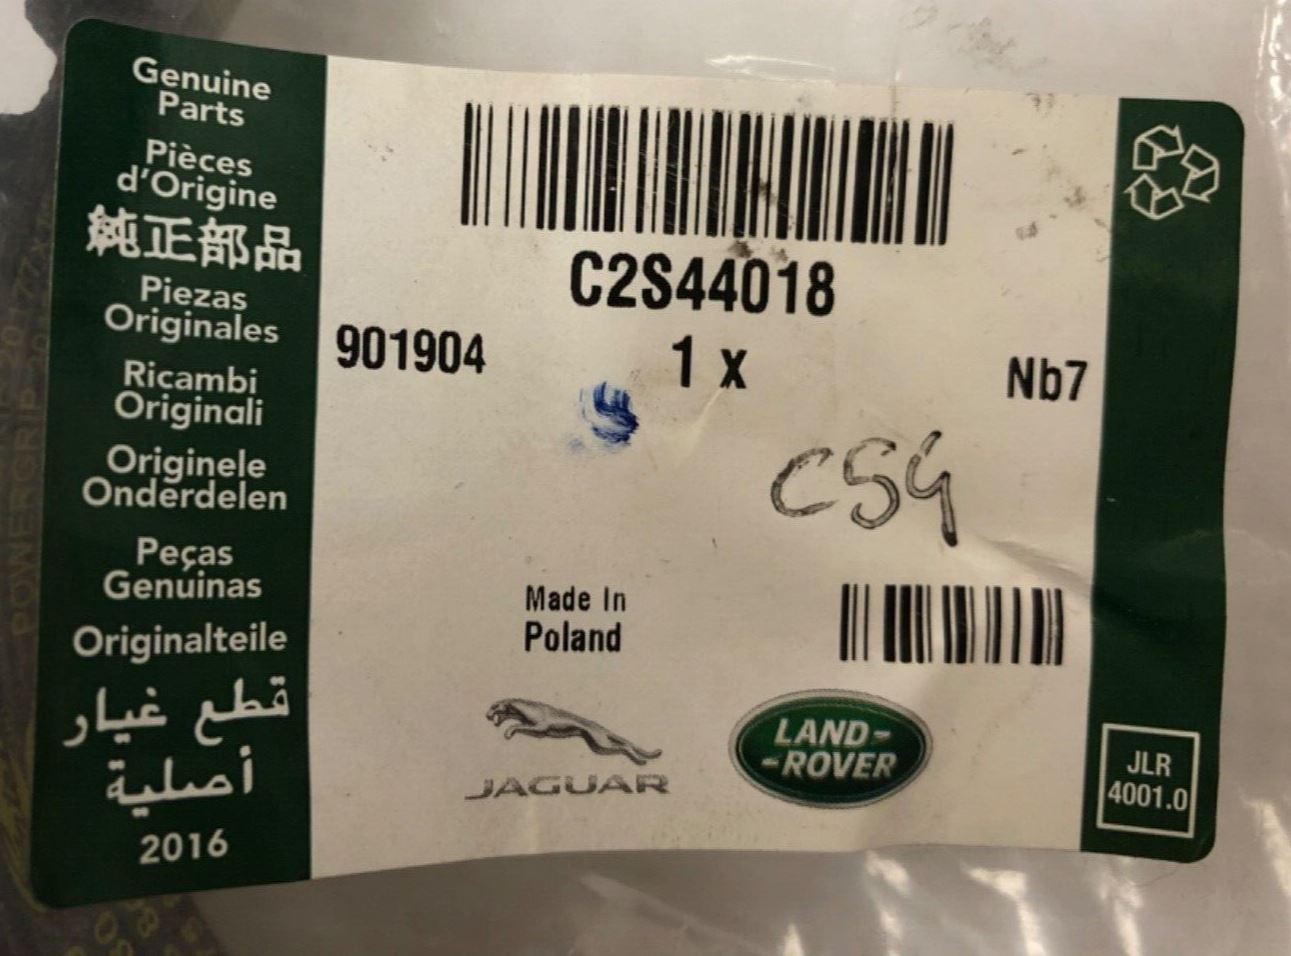 Genuine
Parts
Pièces
d'Origine
純正部品
Piezas
Originales
Ricambi
Originali
Originele
Onderdelen
Peças
Genuinas
Originalteile
قطع غيار
أصلية
2016
C2S44018
901904
1 x
Nb7
C54
Made In
Poland
JAGUAR
LAND-
-ROVER
JLR
4001.0
POWERGRIP